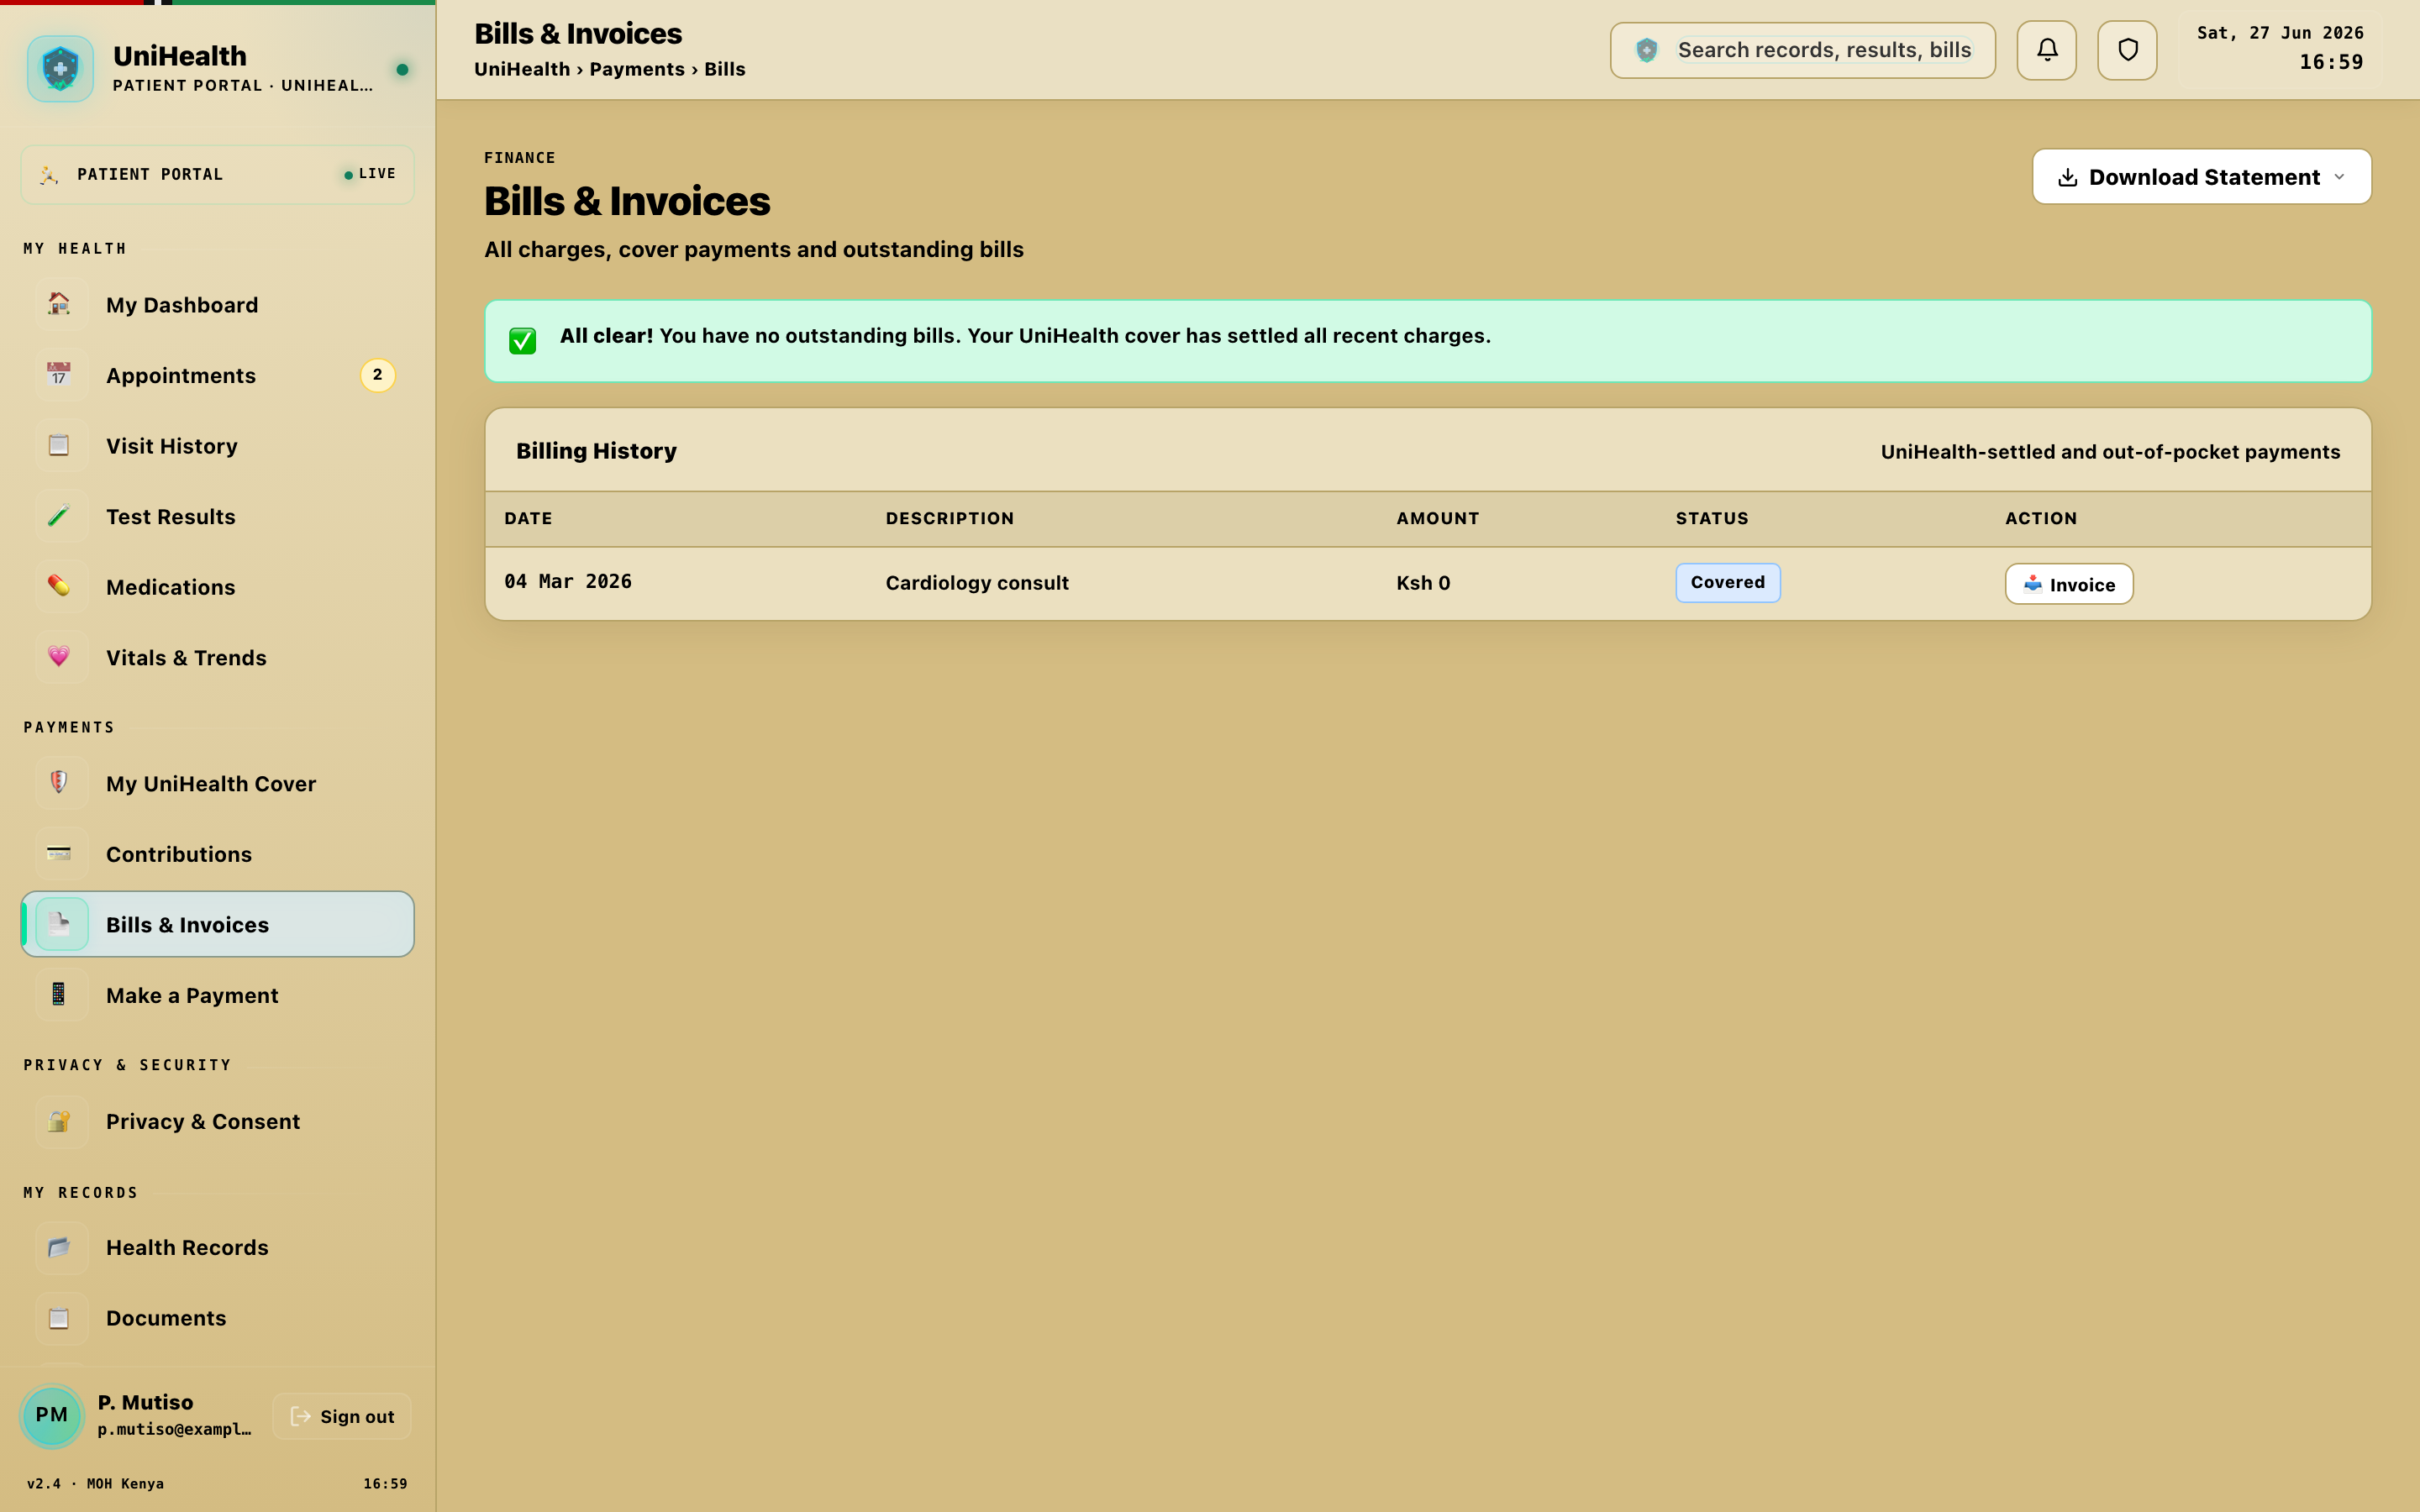 UniHealth
PATIENT PORTAL · UNIHEAL…
PATIENT PORTAL
LIVE
MY HEALTH
My Dashboard
Appointments
2
Visit History
Test Results
Medications
Vitals & Trends
PAYMENTS
My UniHealth Cover
Contributions
Bills & Invoices
Make a Payment
PRIVACY & SECURITY
Privacy & Consent
MY RECORDS
Health Records
Documents
PM
P. Mutiso
p.mutiso@exampl…
Sign out
v2.4 · MOH Kenya
16:59
Bills & Invoices
UniHealth › Payments › Bills
Search records, results, bills
Sat, 27 Jun 2026
16:59
FINANCE
Bills & Invoices
All charges, cover payments and outstanding bills
Download Statement
All clear! You have no outstanding bills. Your UniHealth cover has settled all recent charges.
Billing History
UniHealth-settled and out-of-pocket payments
DATE DESCRIPTION AMOUNT STATUS ACTION
04 Mar 2026 Cardiology consult Ksh 0 Covered Invoice